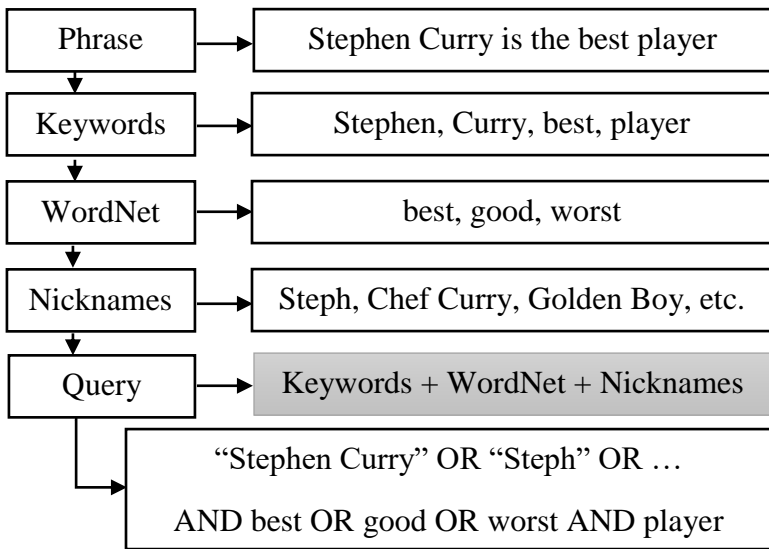 Phrase
Stephen Curry is the best player
Keywords
Stephen, Curry, best, player
WordNet
best, good, worst
Nicknames
Steph, Chef Curry, Golden Boy, etc.
Query
Keywords + WordNet + Nicknames
“Stephen Curry” OR “Steph” OR …
AND best OR good OR worst AND player